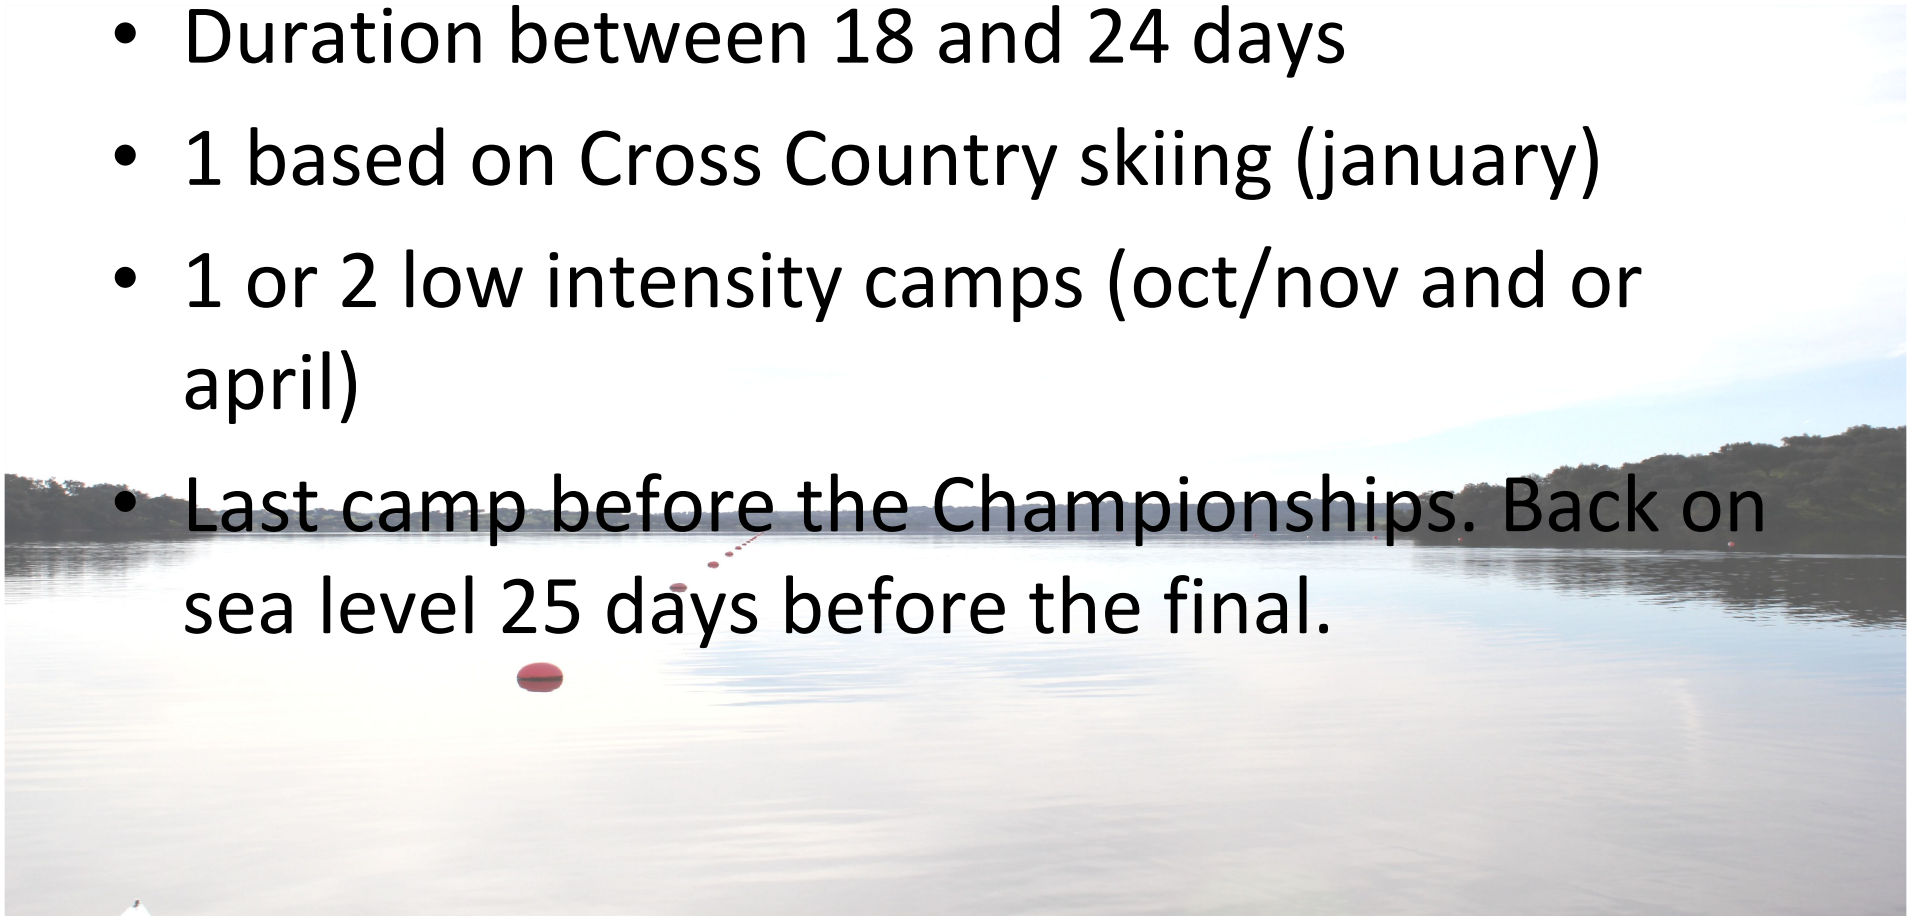 • Duration between 18 and 24 days
• 1 based on Cross Country skiing (january)
• 1 or 2 low intensity camps (oct/nov and or
april)
• Last camp before the Championships. Back on
sea level 25 days before the final.